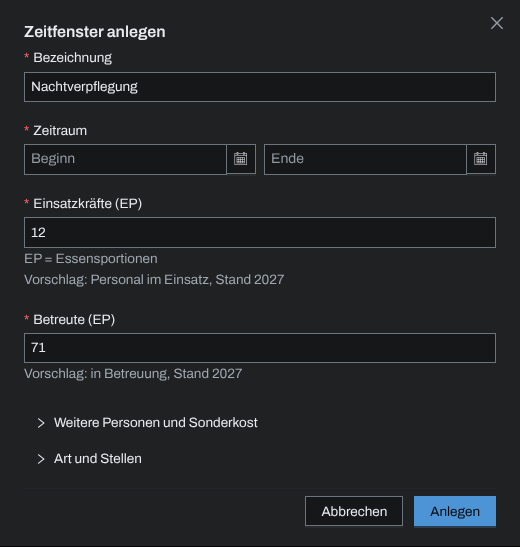 Zeitfenster anlegen
* Bezeichnung
Nachtverpflegung
* Zeitraum
Beginn
Ende
* Einsatzkräfte (EP)
12
EP = Essensportionen
Vorschlag: Personal im Einsatz, Stand 2027
* Betreute (EP)
71
Vorschlag: in Betreuung, Stand 2027
Weitere Personen und Sonderkost
Art und Stellen
Abbrechen
Anlegen